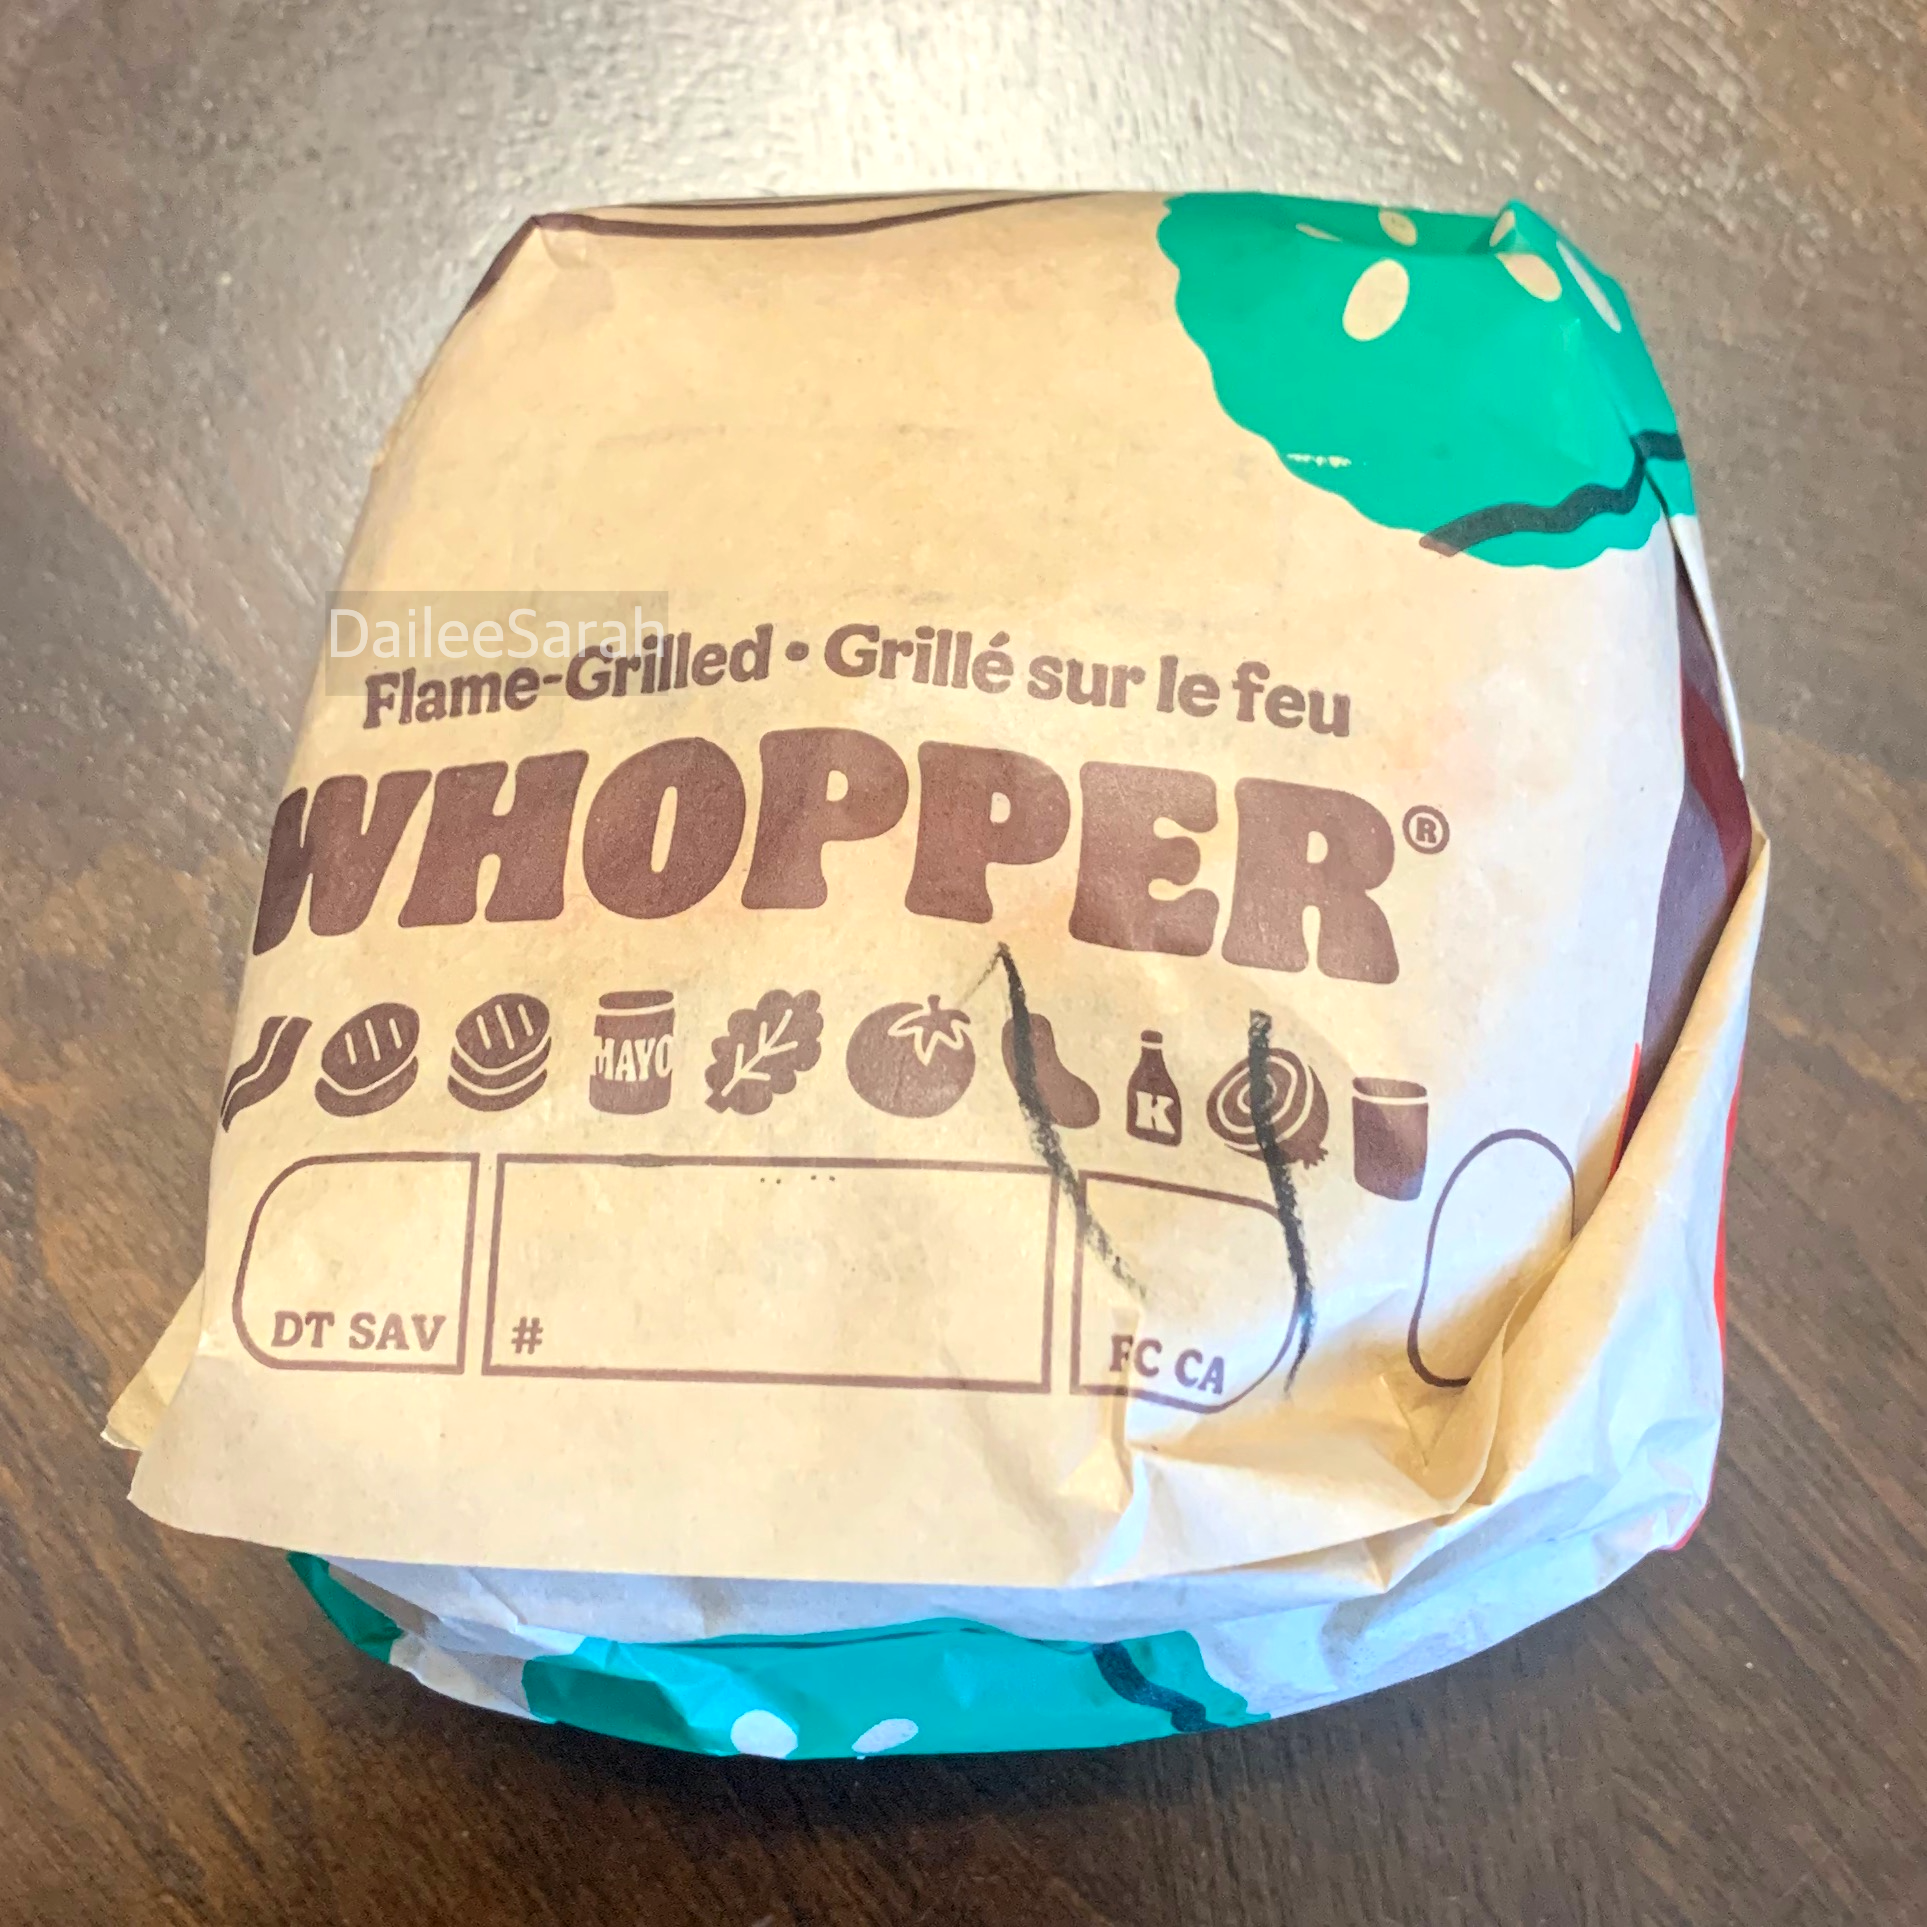 DaileeSarah
Flame-Grilled • Grillé sur le feu
WHOPPER®
MAYO
K
DT SAV
#
FC CA